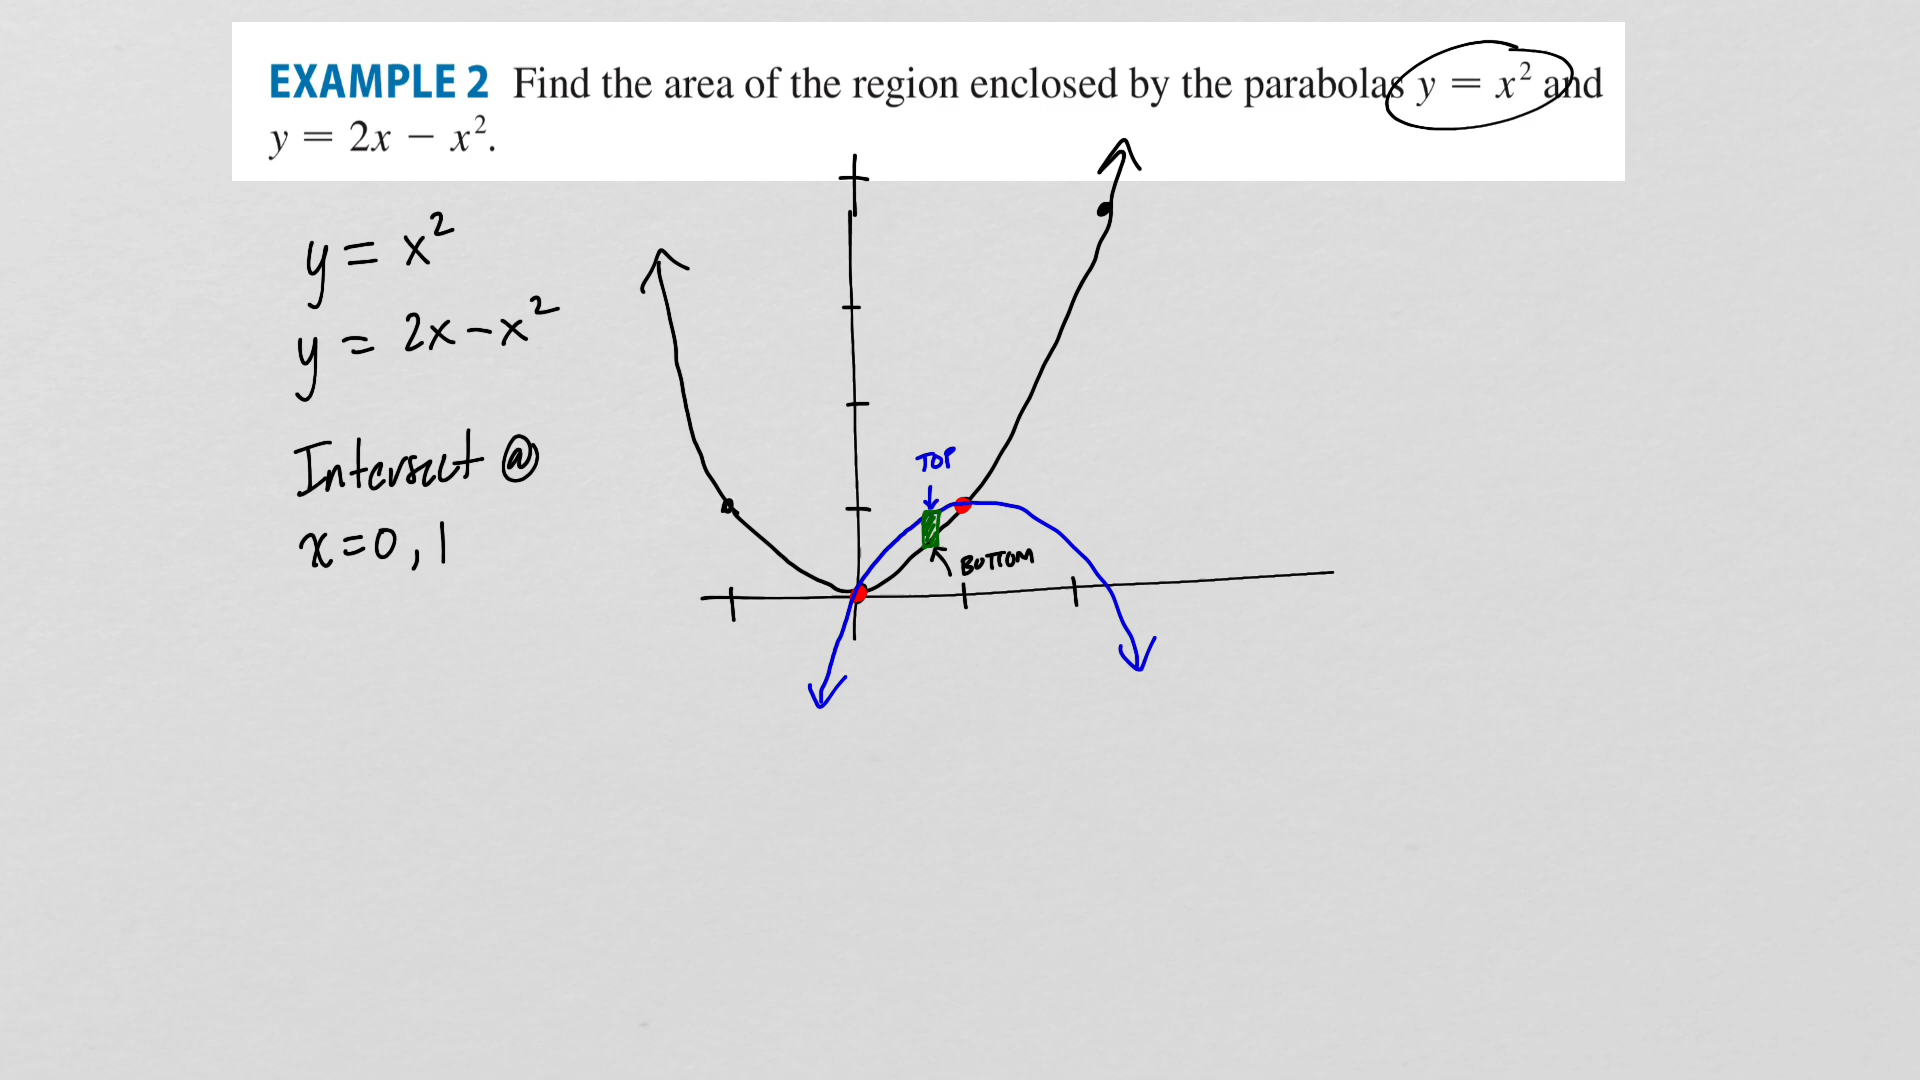 EXAMPLE 2 Find the area of the region enclosed by the parabolas y = x² and
y = 2x − x².
y = x²
y = 2x-x²
Intersect @
x=0,1
TOP
BOTTOM